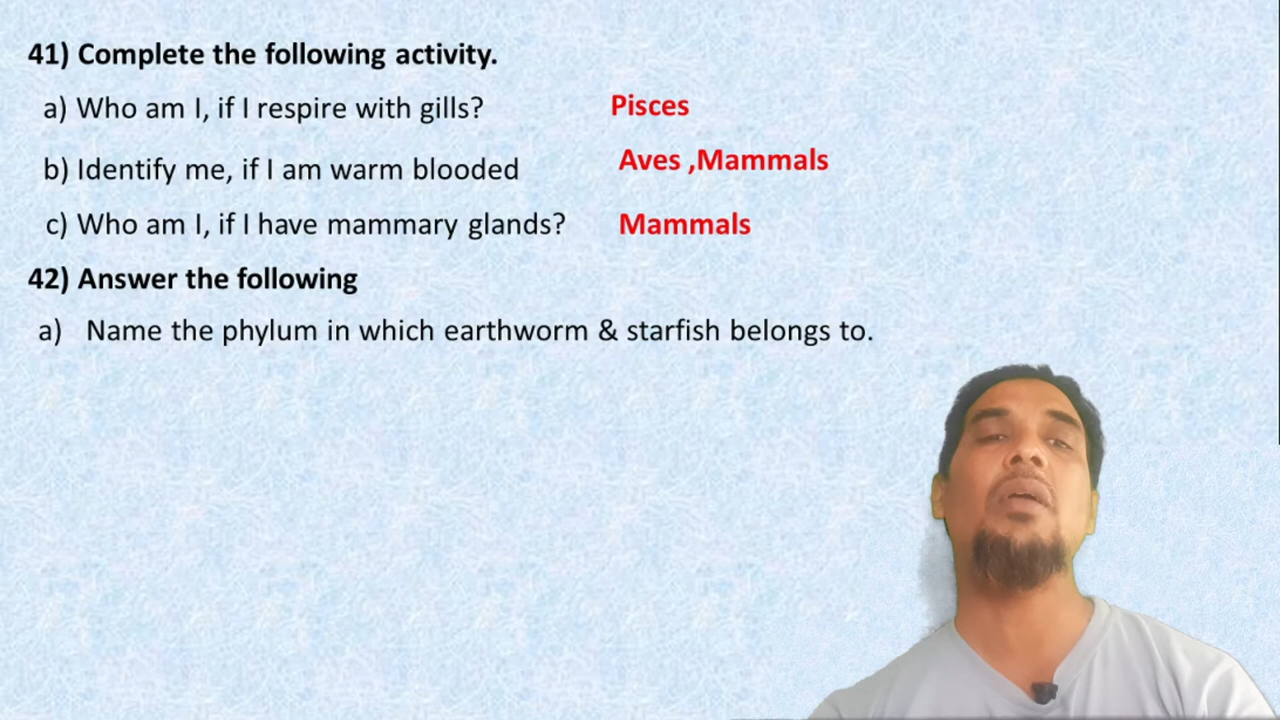 41) Complete the following activity.
a) Who am I, if I respire with gills? Pisces
b) Identify me, if I am warm blooded Aves ,Mammals
c) Who am I, if I have mammary glands? Mammals
42) Answer the following
a) Name the phylum in which earthworm & starfish belongs to.